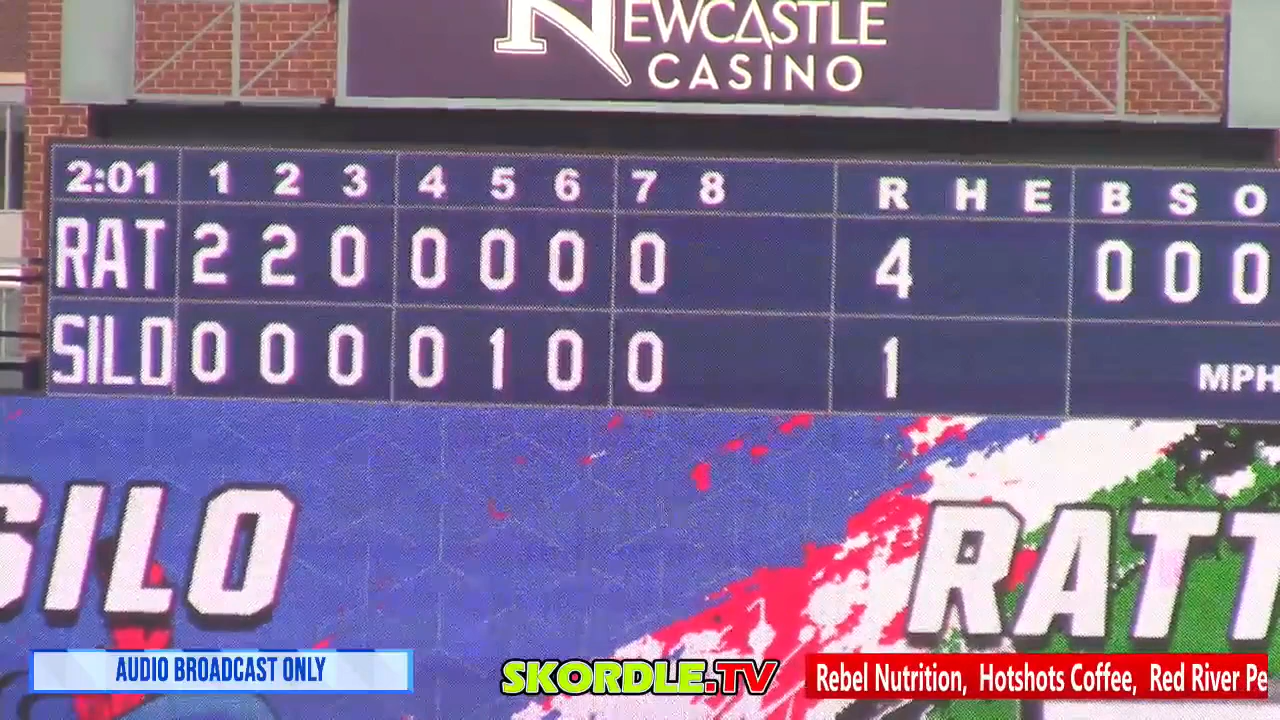 NEWCASTLE
CASINO
2:01 1 2 3 4 5 6 7 8 R H E B S O
RAT 2 2 0 0 0 0 0 4 0 0 0
SILO 0 0 0 0 1 0 0 1
MPH
SILO
RATT
AUDIO BROADCAST ONLY
SKORDLE.TV
Rebel Nutrition, Hotshots Coffee, Red River Pe